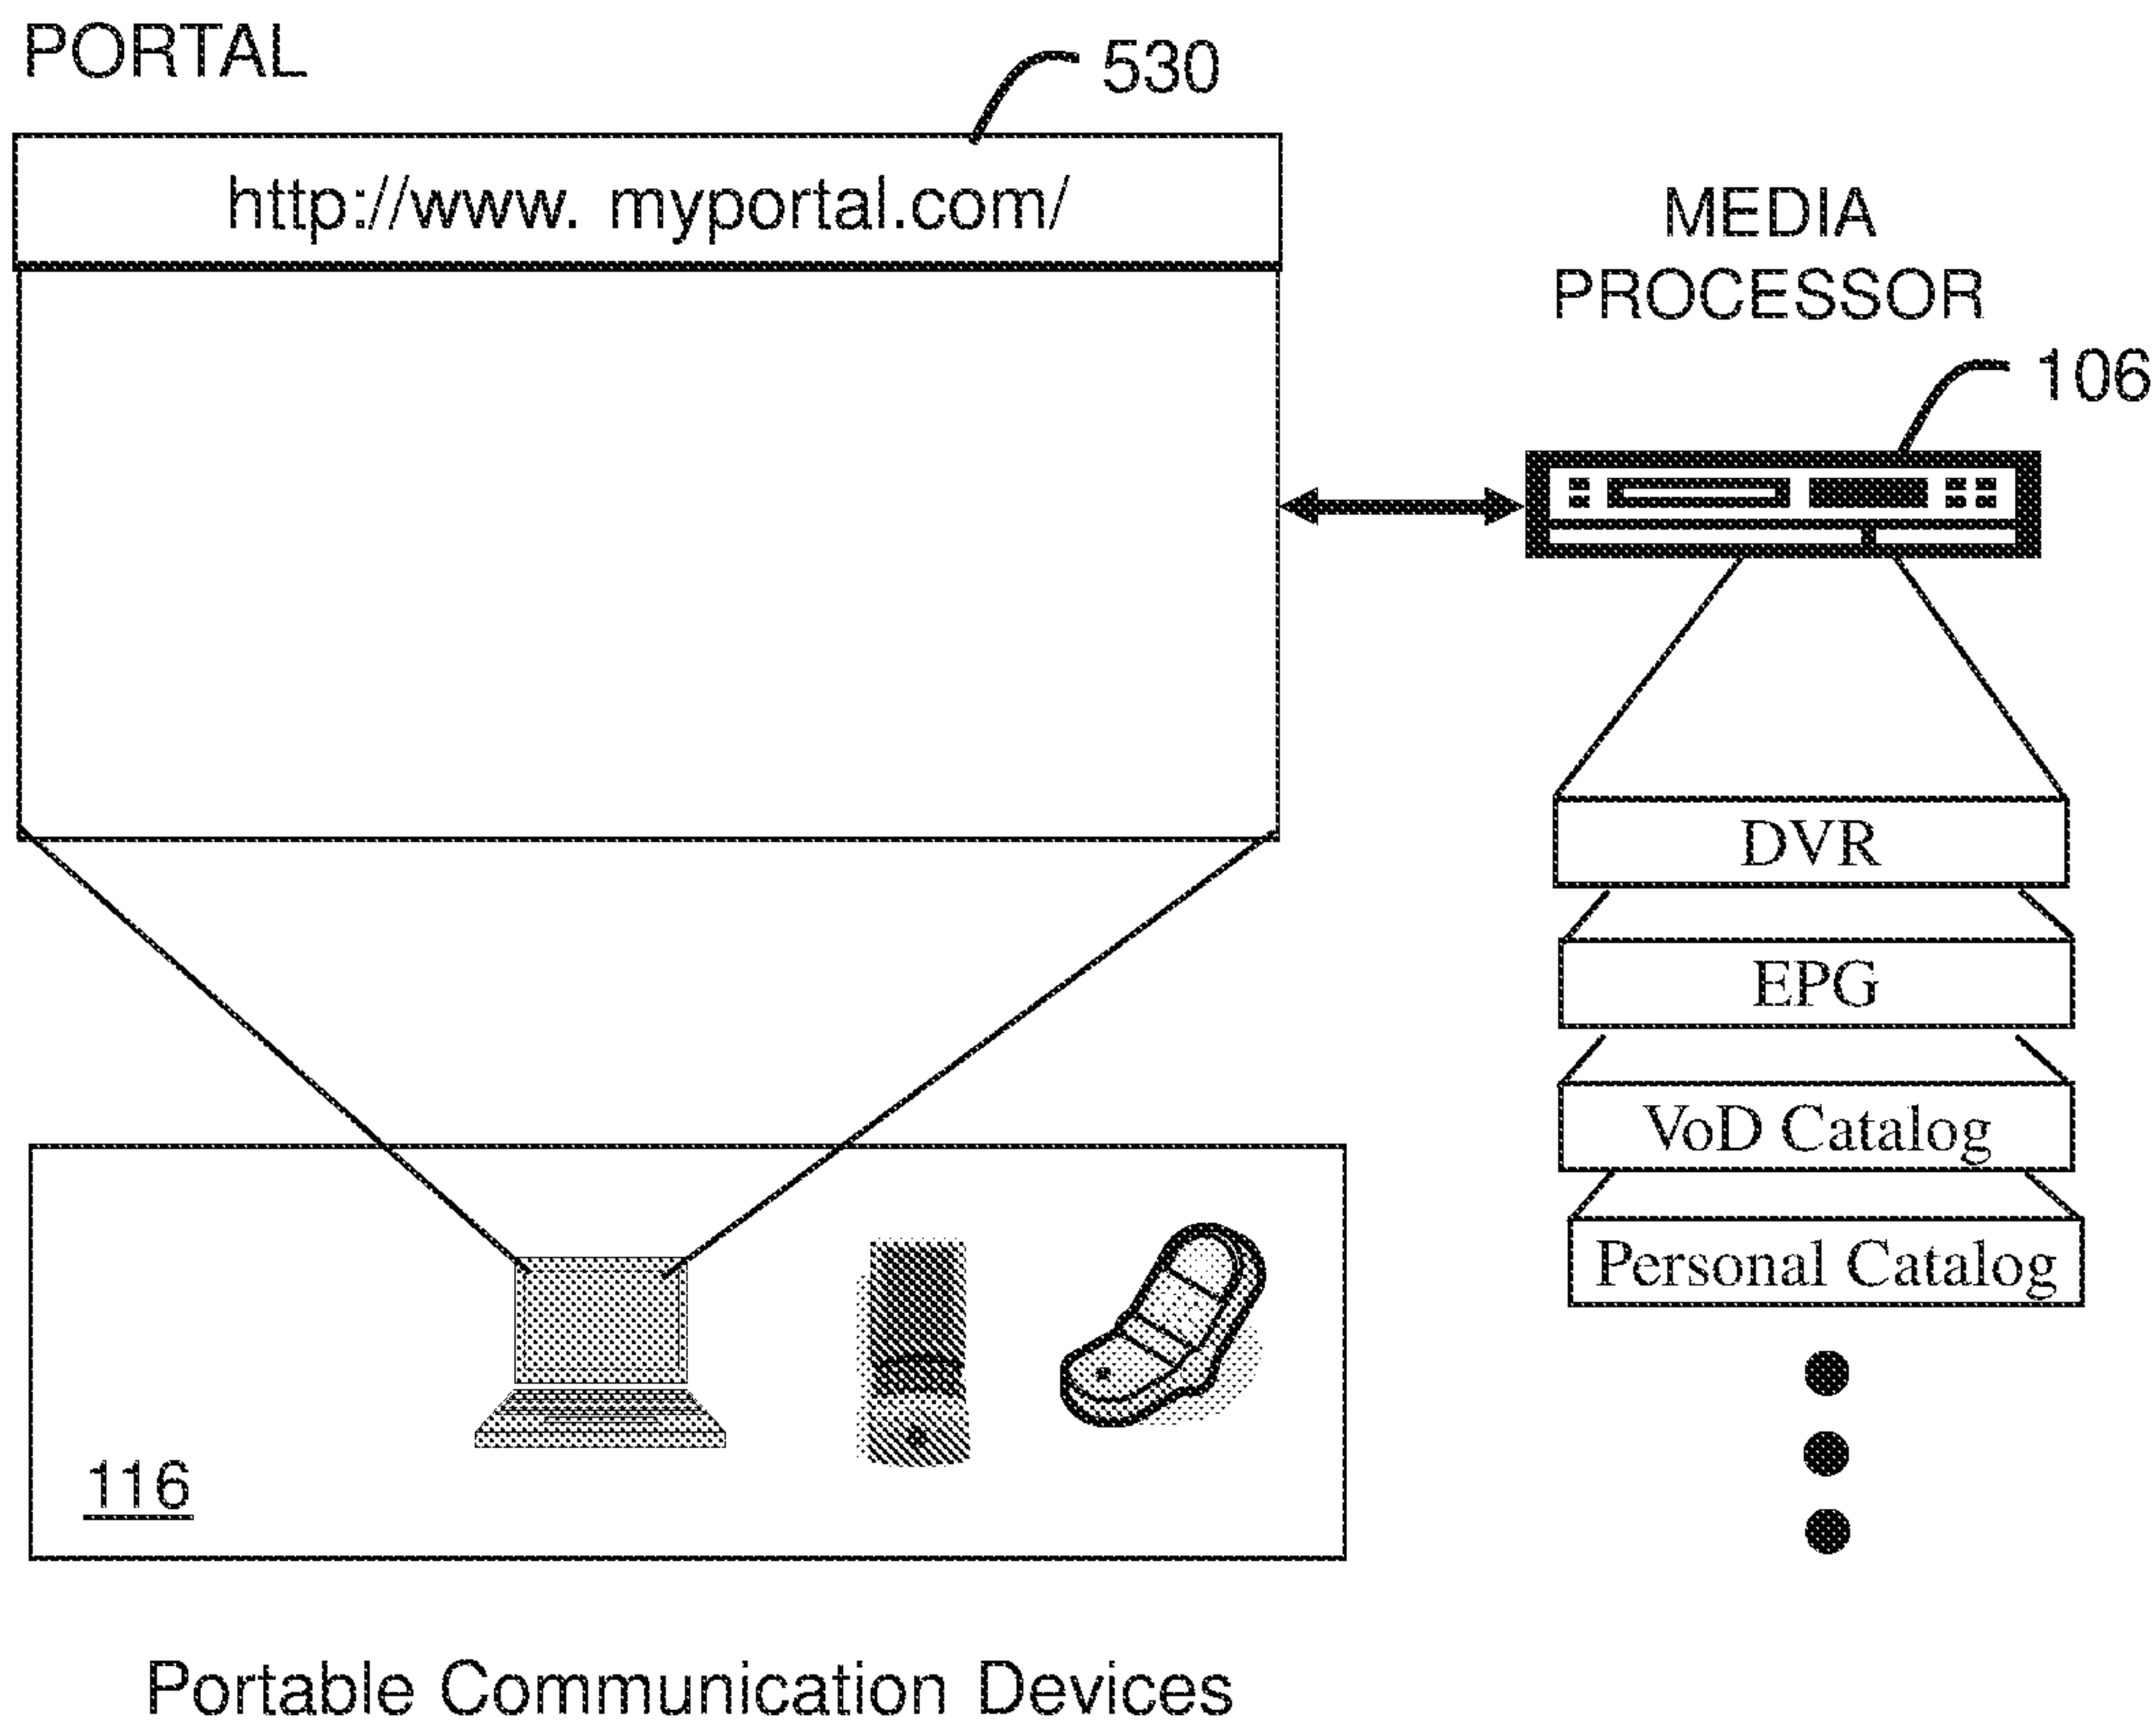 PORTAL
530
http://www. myportal.com/
MEDIA
PROCESSOR
106
DVR
EPG
VoD Catalog
Personal Catalog
116
Portable Communication Devices